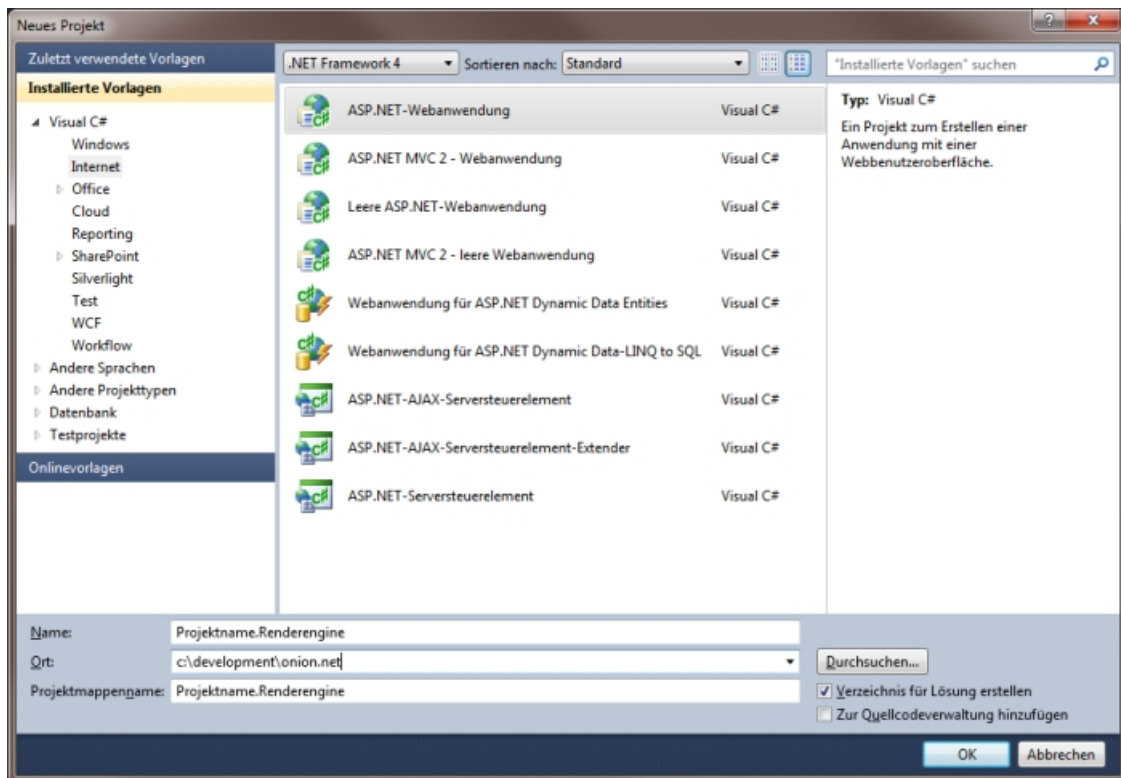 Neues Projekt
Zuletzt verwendete Vorlagen
.NET Framework 4
Sortieren nach: Standard
"Installierte Vorlagen" suchen
Installierte Vorlagen
Visual C#
Windows
Internet
Office
Cloud
Reporting
SharePoint
Silverlight
Test
WCF
Workflow
Andere Sprachen
Andere Projekttypen
Datenbank
Testprojekte
Onlinevorlagen
ASP.NET-Webanwendung Visual C#
ASP.NET MVC 2 - Webanwendung Visual C#
Leere ASP.NET-Webanwendung Visual C#
ASP.NET MVC 2 - leere Webanwendung Visual C#
Webanwendung für ASP.NET Dynamic Data Entities Visual C#
Webanwendung für ASP.NET Dynamic Data-LINQ to SQL Visual C#
ASP.NET-AJAX-Serversteuerelement Visual C#
ASP.NET-AJAX-Serversteuerelement-Extender Visual C#
ASP.NET-Serversteuerelement Visual C#
Typ: Visual C#
Ein Projekt zum Erstellen einer
Anwendung mit einer
Webbenutzeroberfläche.
Name: Projektname.Renderengine
Ort: c:\development\onion.net
Durchsuchen...
Projektmappenname: Projektname.Renderengine
Verzeichnis für Lösung erstellen
Zur Quellcodeverwaltung hinzufügen
OK
Abbrechen